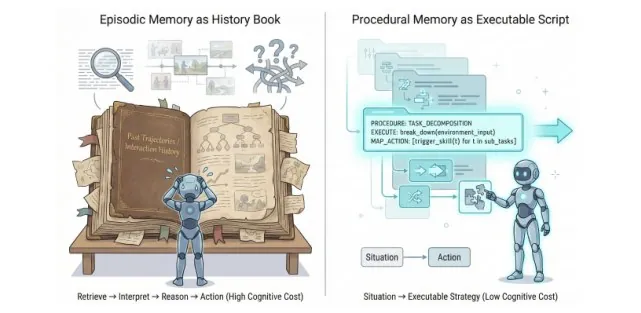 Episodic Memory as History Book
Past Trajectories /
Interaction History
Retrieve → Interpret → Reason → Action (High Cognitive Cost)
Procedural Memory as Executable Script
PROCEDURE: TASK_DECOMPOSITION
EXECUTE: break_down(environment_input)
MAP_ACTION: [trigger_skill(t) for t in sub_tasks]
Situation → Action
Situation → Executable Strategy (Low Cognitive Cost)